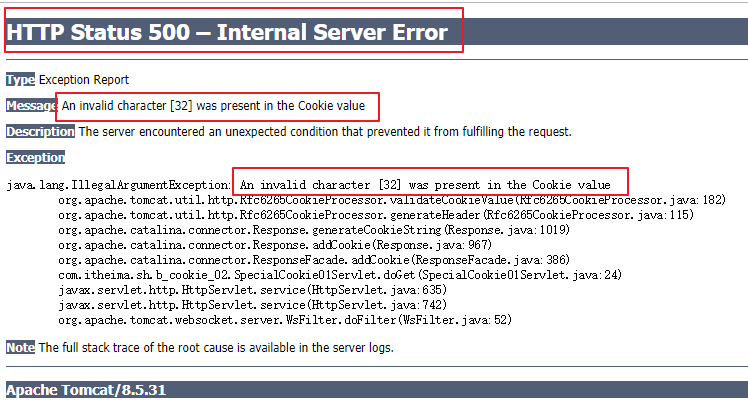 HTTP Status 500 – Internal Server Error
Type Exception Report
Message An invalid character [32] was present in the Cookie value
Description The server encountered an unexpected condition that prevented it from fulfilling the request.
Exception
java.lang.IllegalArgumentException: An invalid character [32] was present in the Cookie value
org.apache.tomcat.util.http.Rfc6265CookieProcessor.validateCookieValue(Rfc6265CookieProcessor.java:182)
org.apache.tomcat.util.http.Rfc6265CookieProcessor.generateHeader(Rfc6265CookieProcessor.java:115)
org.apache.catalina.connector.Response.generateCookieString(Response.java:1019)
org.apache.catalina.connector.Response.addCookie(Response.java:967)
org.apache.catalina.connector.ResponseFacade.addCookie(ResponseFacade.java:386)
com.itheima.sh.b_cookie_02.SpecialCookie01Servlet.doGet(SpecialCookie01Servlet.java:24)
javax.servlet.http.HttpServlet.service(HttpServlet.java:635)
javax.servlet.http.HttpServlet.service(HttpServlet.java:742)
org.apache.tomcat.websocket.server.WsFilter.doFilter(WsFilter.java:52)
Note The full stack trace of the root cause is available in the server logs.
Apache Tomcat/8.5.31